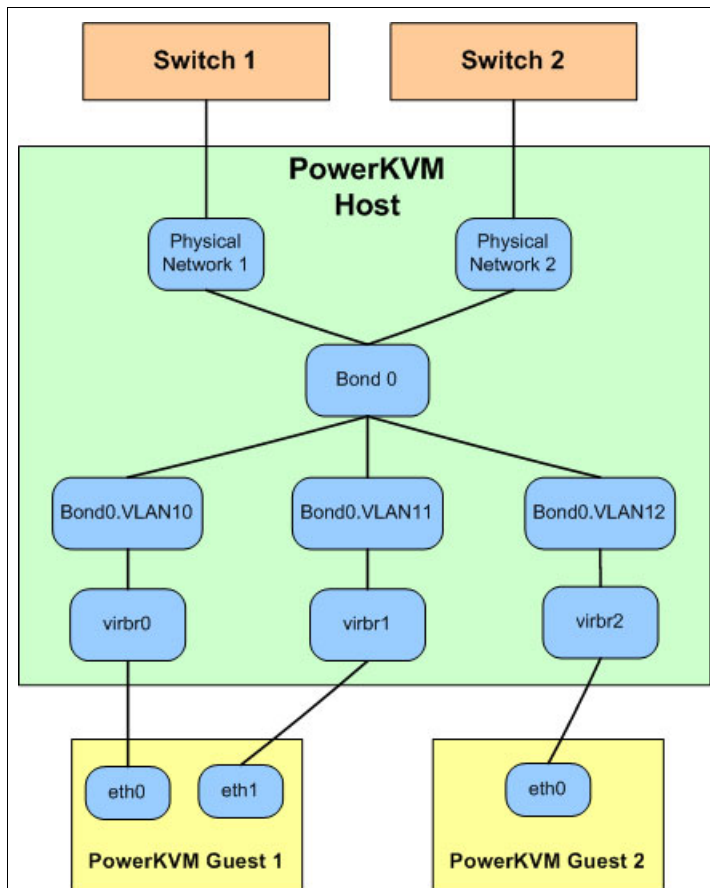 Switch 1
Switch 2
PowerKVM
Host
Physical
Network 1
Physical
Network 2
Bond 0
Bond0.VLAN10
Bond0.VLAN11
Bond0.VLAN12
virbr0
virbr1
virbr2
eth0
eth1
eth0
PowerKVM Guest 1
PowerKVM Guest 2